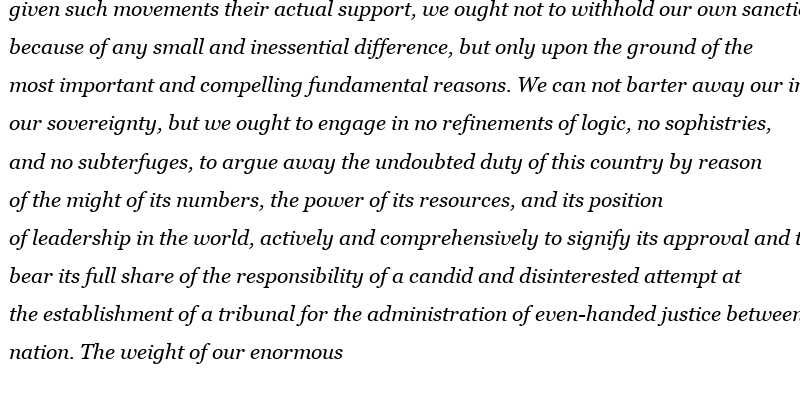 given such movements their actual support, we ought not to withhold our own
because of any small and inessential difference, but only upon the ground of the
most important and compelling fundamental reasons. We can not barter away our
our sovereignty, but we ought to engage in no refinements of logic, no sophistries,
and no subterfuges, to argue away the undoubted duty of this country by reason
of the might of its numbers, the power of its resources, and its position
of leadership in the world, actively and comprehensively to signify its approval and
bear its full share of the responsibility of a candid and disinterested attempt at
the establishment of a tribunal for the administration of even-handed justice between
nation. The weight of our enormous